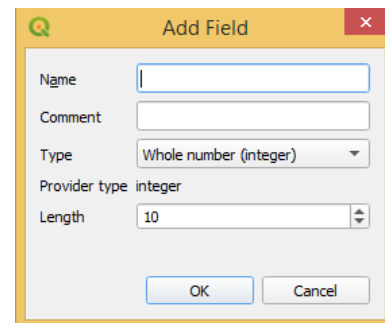 Add Field
Name
Comment
Type Whole number (integer)
Provider type integer
Length 10
OK Cancel